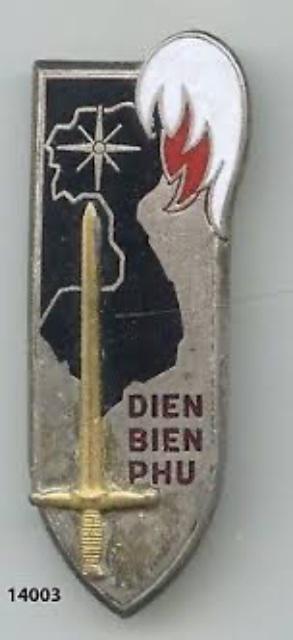 DIEN
BIEN
PHU
14003